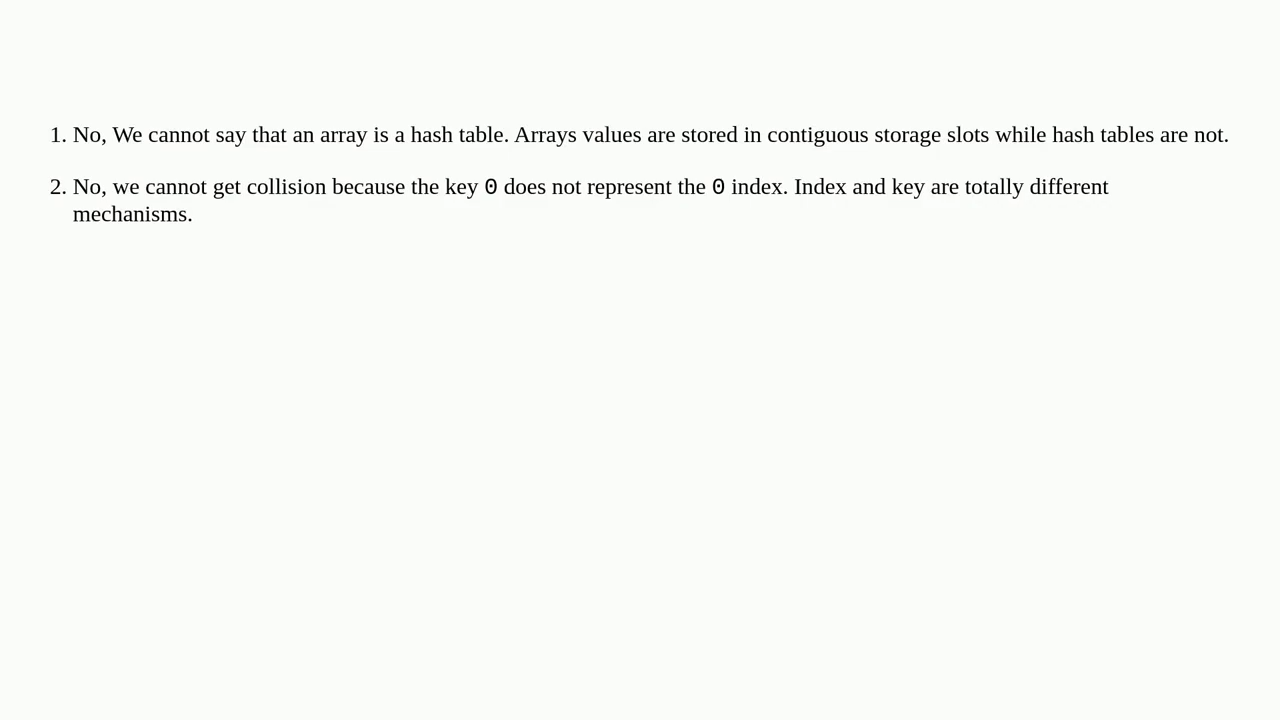 1. No, We cannot say that an array is a hash table. Arrays values are stored in contiguous storage slots while hash tables are not.
2. No, we cannot get collision because the key 0 does not represent the 0 index. Index and key are totally different
mechanisms.